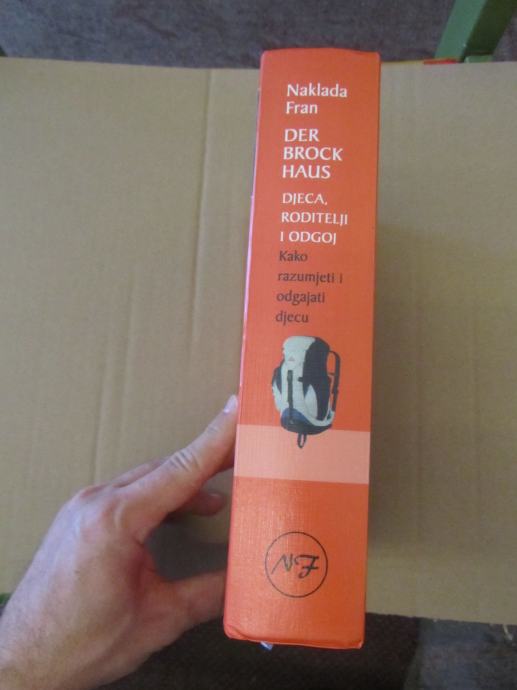 Naklada
Fran
DER
BROCK
HAUS
DJECA,
RODITELJI
I ODGOJ
Kako
razumjeti i
odgajati
djecu
NF